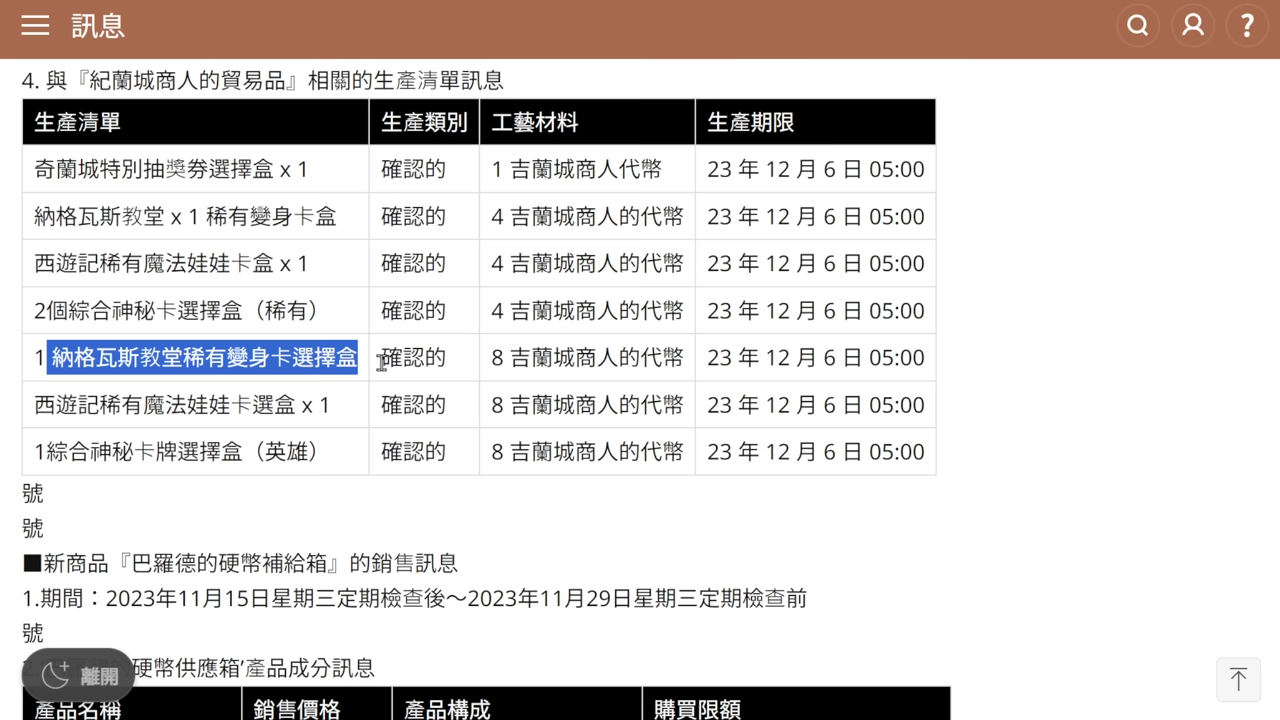 訊息
?
4. 與『紀蘭城商人的貿易品』相關的生產清單訊息
生產清單 生產類別 工藝材料 生產期限
奇蘭城特別抽獎券選擇盒 x 1 確認的 1 吉蘭城商人代幣 23 年 12 月 6 日 05:00
納格瓦斯教堂 x 1 稀有變身卡盒 確認的 4 吉蘭城商人的代幣 23 年 12 月 6 日 05:00
西遊記稀有魔法娃娃卡盒 x 1 確認的 4 吉蘭城商人的代幣 23 年 12 月 6 日 05:00
2個綜合神秘卡選擇盒（稀有） 確認的 4 吉蘭城商人的代幣 23 年 12 月 6 日 05:00
1 納格瓦斯教堂稀有變身卡選擇盒 確認的 8 吉蘭城商人的代幣 23 年 12 月 6 日 05:00
西遊記稀有魔法娃娃卡選盒 x 1 確認的 8 吉蘭城商人的代幣 23 年 12 月 6 日 05:00
1綜合神秘卡牌選擇盒（英雄） 確認的 8 吉蘭城商人的代幣 23 年 12 月 6 日 05:00
號
號
■新商品『巴羅德的硬幣補給箱』的銷售訊息
1.期間：2023年11月15日星期三定期檢查後～2023年11月29日星期三定期檢查前
號
硬幣供應箱’產品成分訊息
離開
產品名稱 銷售價格 產品構成 購買限額